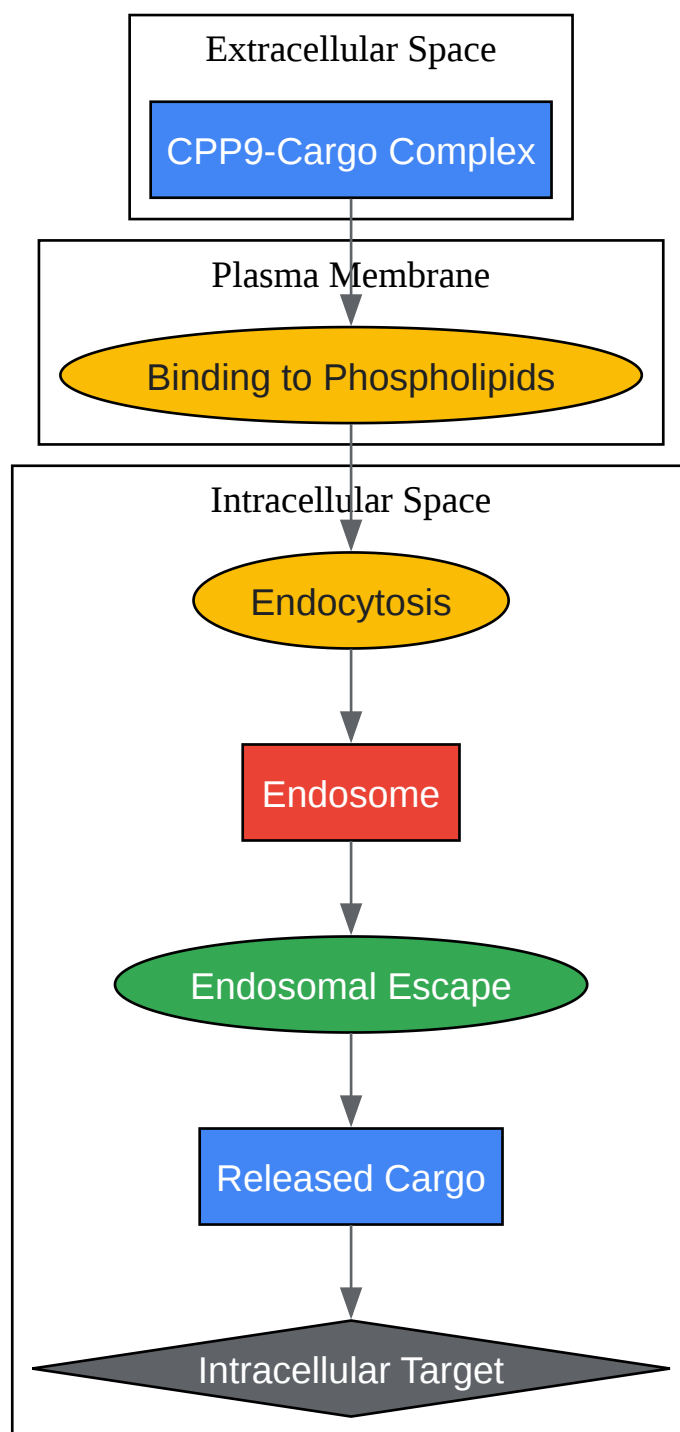 Extracellular Space
CPP9-Cargo Complex
Plasma Membrane
Binding to Phospholipids
Intracellular Space
Endocytosis
Endosome
Endosomal Escape
Released Cargo
Intracellular Target